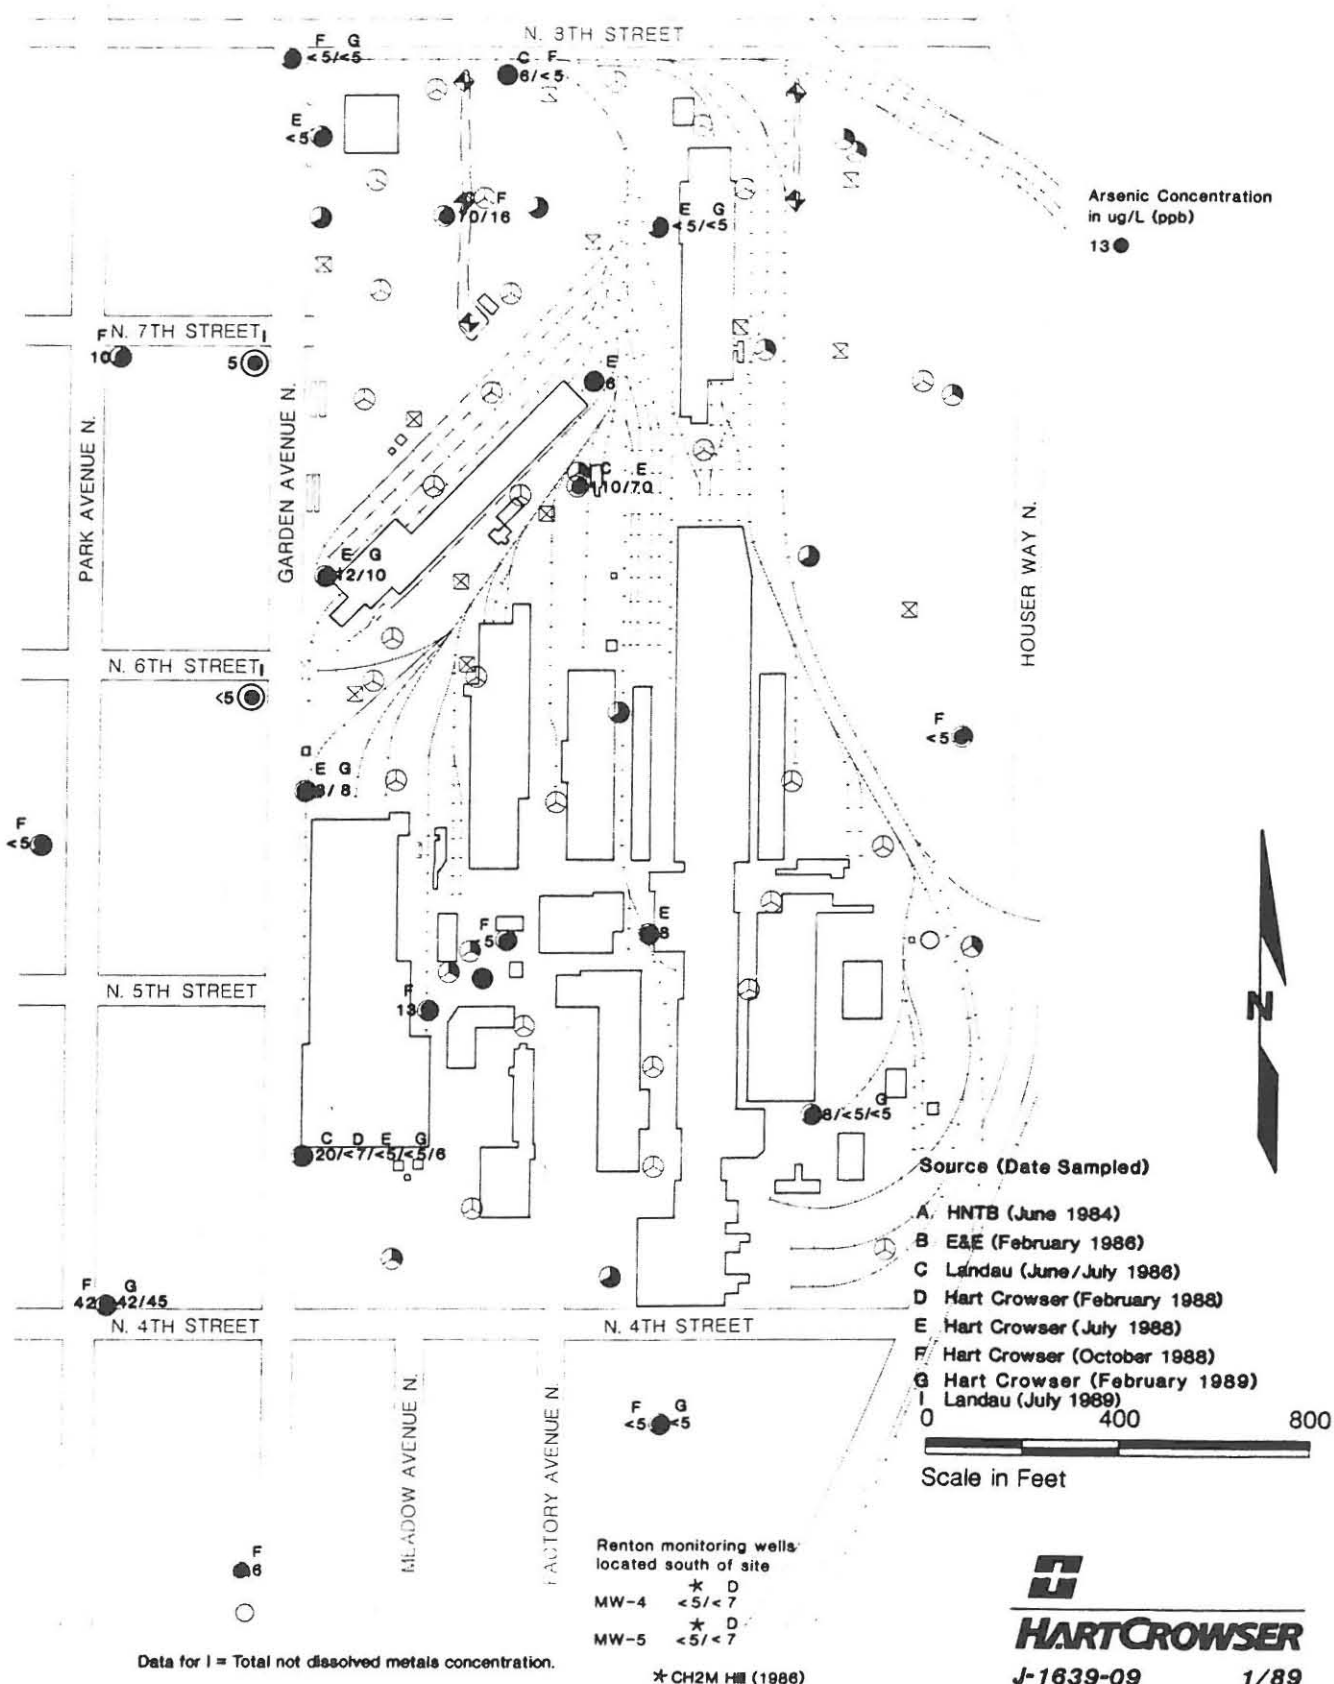 N. 8TH STREET
F G
<5/<5
C F
6/<5
E
<5
F
/16
E G
<5/<5
Arsenic Concentration
in ug/L (ppb)
13
N. 7TH STREET
I
F
10
5
E
6
PARK AVENUE N.
GARDEN AVENUE N.
C E
110/70
E G
12/10
HOUSER WAY N.
N. 6TH STREET
I
<5
F
<5
E G
/8
F
<5
E
8
F
<5
N. 5TH STREET
F
13
N
G
8/<5/<5
C D E G
20/<7/<5/<5/6
Source (Date Sampled)
A HNTB (June 1984)
B E&E (February 1986)
C Landau (June/July 1986)
D Hart Crowser (February 1988)
E Hart Crowser (July 1988)
F Hart Crowser (October 1988)
G Hart Crowser (February 1989)
I Landau (July 1989)
F G
42 42/45
N. 4TH STREET
N. 4TH STREET
0 400 800
Scale in Feet
F G
<5 <5
MEADOW AVENUE N.
FACTORY AVENUE N.
F
6
Renton monitoring wells
located south of site
* D
MW-4 <5/<7
* D
MW-5 <5/<7
Data for I = Total not dissolved metals concentration.
* CH2M Hill (1986)
HARTCROWSER
J-1639-09 1/89